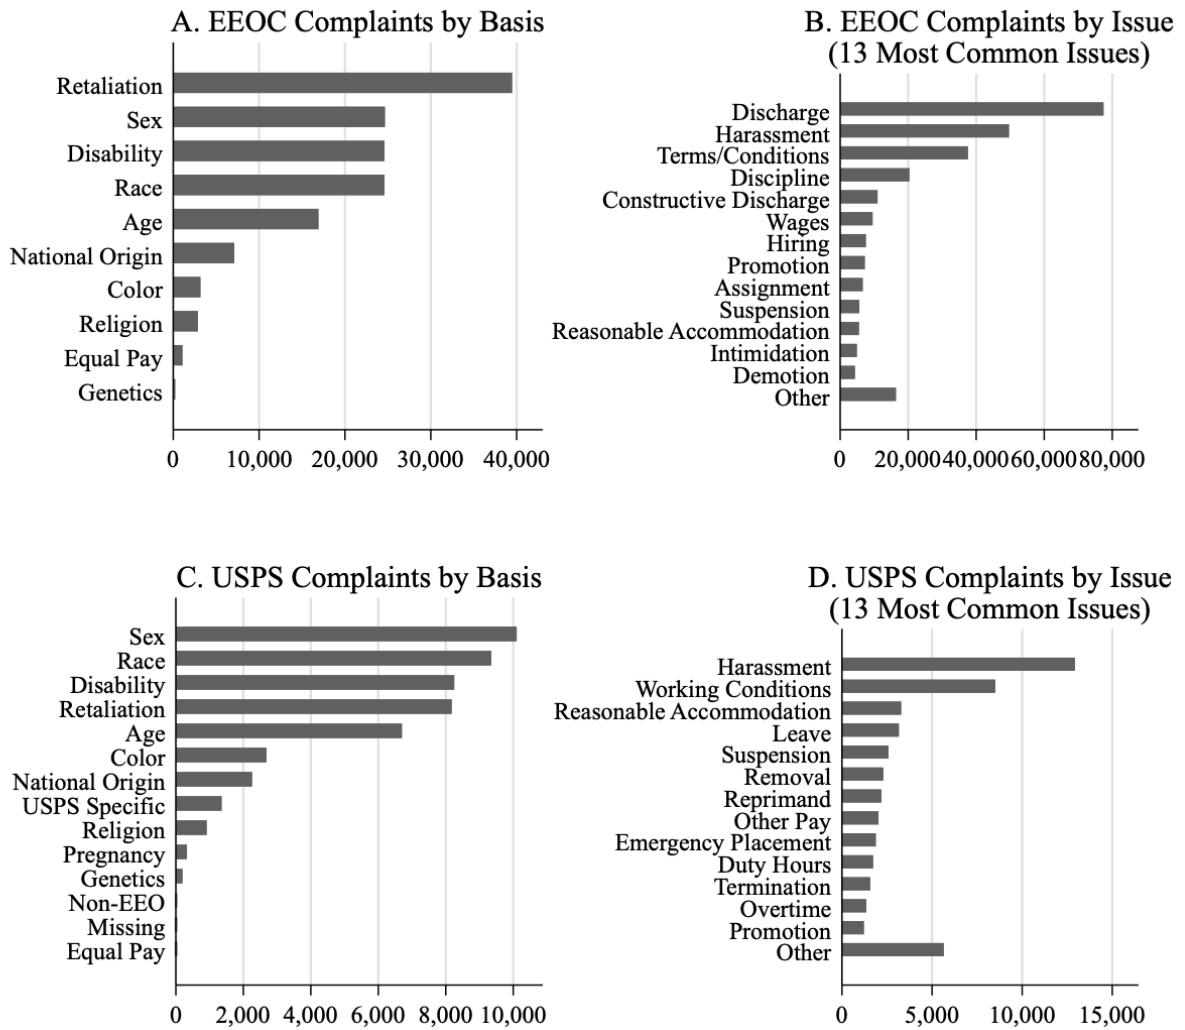 A. EEOC Complaints by Basis
Retaliation
Sex
Disability
Race
Age
National Origin
Color
Religion
Equal Pay
Genetics
0 10,000 20,000 30,000 40,000
B. EEOC Complaints by Issue
(13 Most Common Issues)
Discharge
Harassment
Terms/Conditions
Discipline
Constructive Discharge
Wages
Hiring
Promotion
Assignment
Suspension
Reasonable Accommodation
Intimidation
Demotion
Other
0 20,000 40,000 60,000 80,000
C. USPS Complaints by Basis
Sex
Race
Disability
Retaliation
Age
Color
National Origin
USPS Specific
Religion
Pregnancy
Genetics
Non-EEO
Missing
Equal Pay
0 2,000 4,000 6,000 8,000 10,000
D. USPS Complaints by Issue
(13 Most Common Issues)
Harassment
Working Conditions
Reasonable Accommodation
Leave
Suspension
Removal
Reprimand
Other Pay
Emergency Placement
Duty Hours
Termination
Overtime
Promotion
Other
0 5,000 10,000 15,000